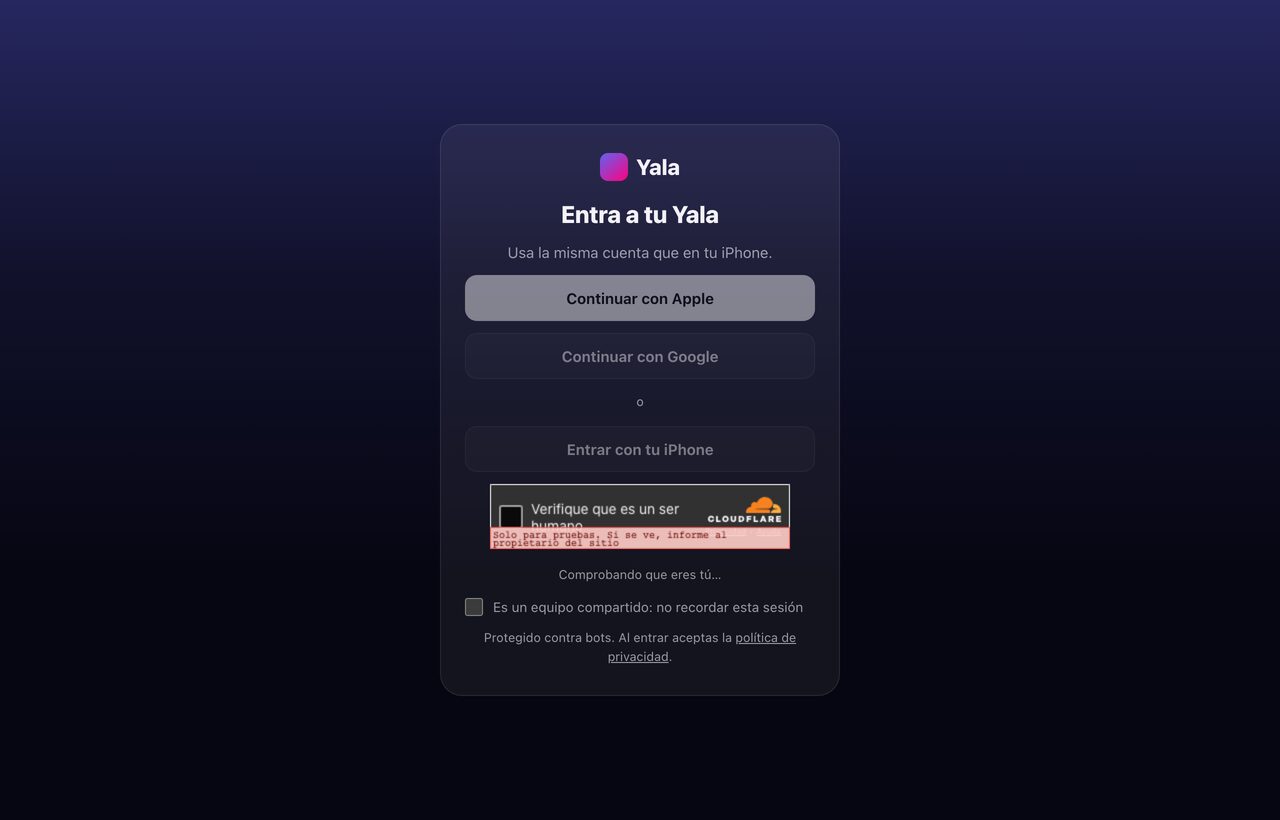 Yala
Entra a tu Yala
Usa la misma cuenta que en tu iPhone.
Continuar con Apple
Continuar con Google
o
Entrar con tu iPhone
Verifique que es un ser
humano
CLOUDFLARE
Solo para pruebas. Si se ve, informe al
propietario del sitio
Comprobando que eres tú...
Es un equipo compartido: no recordar esta sesión
Protegido contra bots. Al entrar aceptas la política de
privacidad.